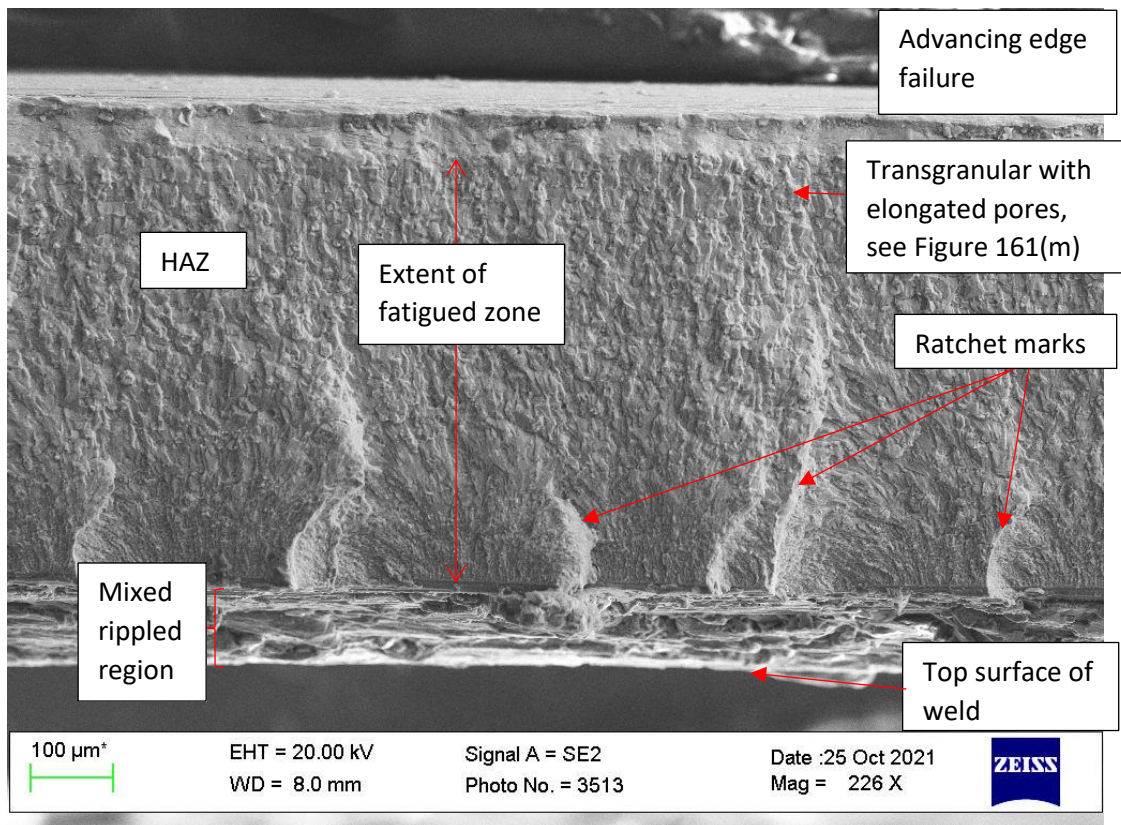 Advancing edge
failure
Transgranular with
elongated pores,
see Figure 161(m)
HAZ
Extent of
fatigued zone
Ratchet marks
Mixed
rippled
region
Top surface of
weld
100 µm*
EHT = 20.00 kV
WD = 8.0 mm
Signal A = SE2
Photo No. = 3513
Date :25 Oct 2021
Mag = 226 X
ZEISS